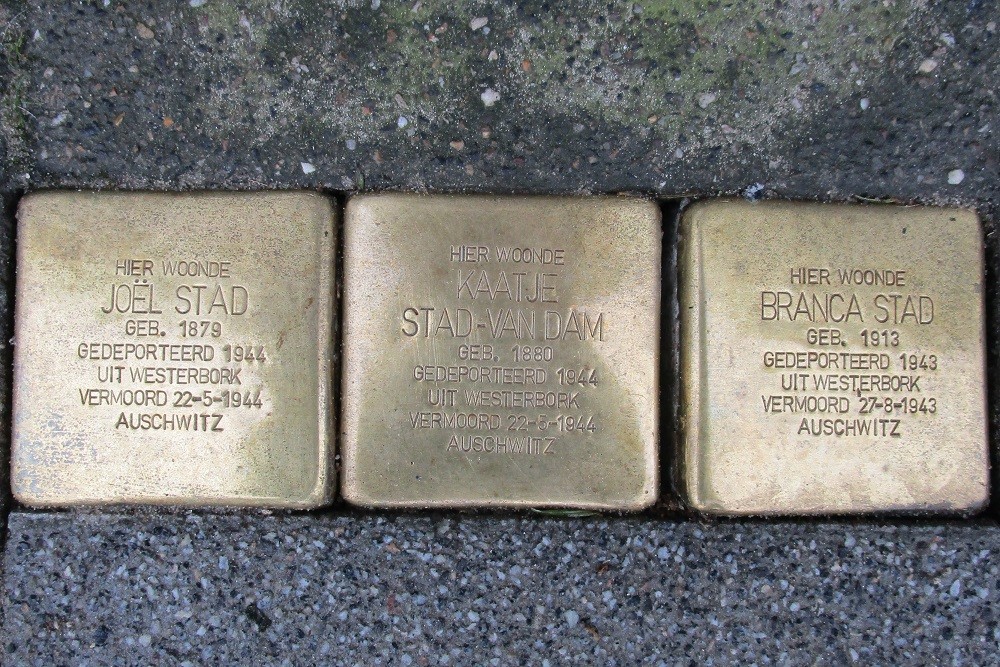 HIER WOONDE
JOËL STAD
GEB. 1879
GEDEPORTEERD 1944
UIT WESTERBORK
VERMOORD 22-5-1944
AUSCHWITZ
HIER WOONDE
KAATJE
STAD-VAN DAM
GEB. 1880
GEDEPORTEERD 1944
UIT WESTERBORK
VERMOORD 22-5-1944
AUSCHWITZ
HIER WOONDE
BRANCA STAD
GEB. 1913
GEDEPORTEERD 1943
UIT WESTERBORK
VERMOORD 27-8-1943
AUSCHWITZ